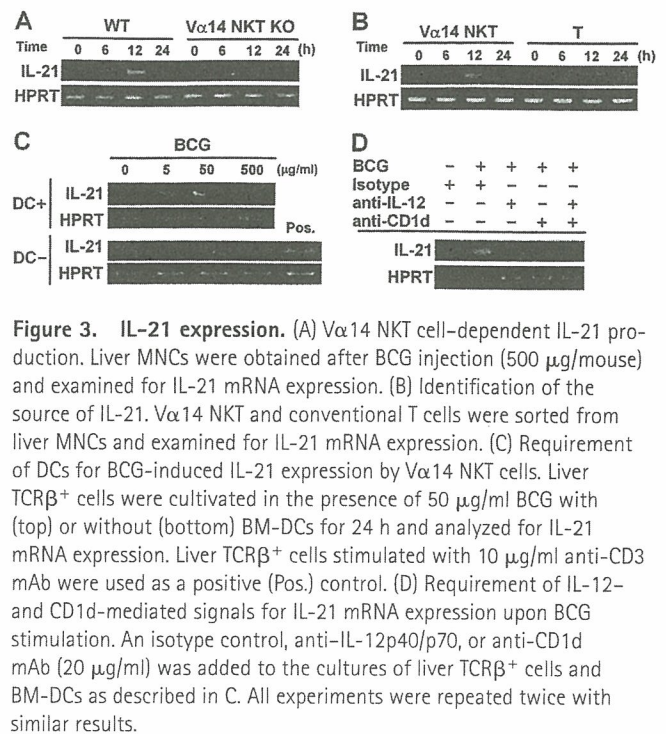 A
WT Vα14 NKT KO
Time 0 6 12 24 0 6 12 24 (h)
IL-21
HPRT
B
Vα14 NKT T
Time 0 6 12 24 0 6 12 24 (h)
IL-21
HPRT
C
BCG
0 5 50 500 (μg/ml)
DC+ IL-21
HPRT
Pos.
DC− IL-21
HPRT
D
BCG − + + + +
Isotype + + − − −
anti-IL-12 − − + − +
anti-CD1d − − − + +
IL-21
HPRT
Figure 3. IL-21 expression. (A) Vα14 NKT cell–dependent IL-21 pro-
duction. Liver MNCs were obtained after BCG injection (500 μg/mouse)
and examined for IL-21 mRNA expression. (B) Identification of the
source of IL-21. Vα14 NKT and conventional T cells were sorted from
liver MNCs and examined for IL-21 mRNA expression. (C) Requirement
of DCs for BCG-induced IL-21 expression by Vα14 NKT cells. Liver
TCRβ+ cells were cultivated in the presence of 50 μg/ml BCG with
(top) or without (bottom) BM-DCs for 24 h and analyzed for IL-21
mRNA expression. Liver TCRβ+ cells stimulated with 10 μg/ml anti-CD3
mAb were used as a positive (Pos.) control. (D) Requirement of IL-12–
and CD1d-mediated signals for IL-21 mRNA expression upon BCG
stimulation. An isotype control, anti–IL-12p40/p70, or anti-CD1d
mAb (20 μg/ml) was added to the cultures of liver TCRβ+ cells and
BM-DCs as described in C. All experiments were repeated twice with
similar results.